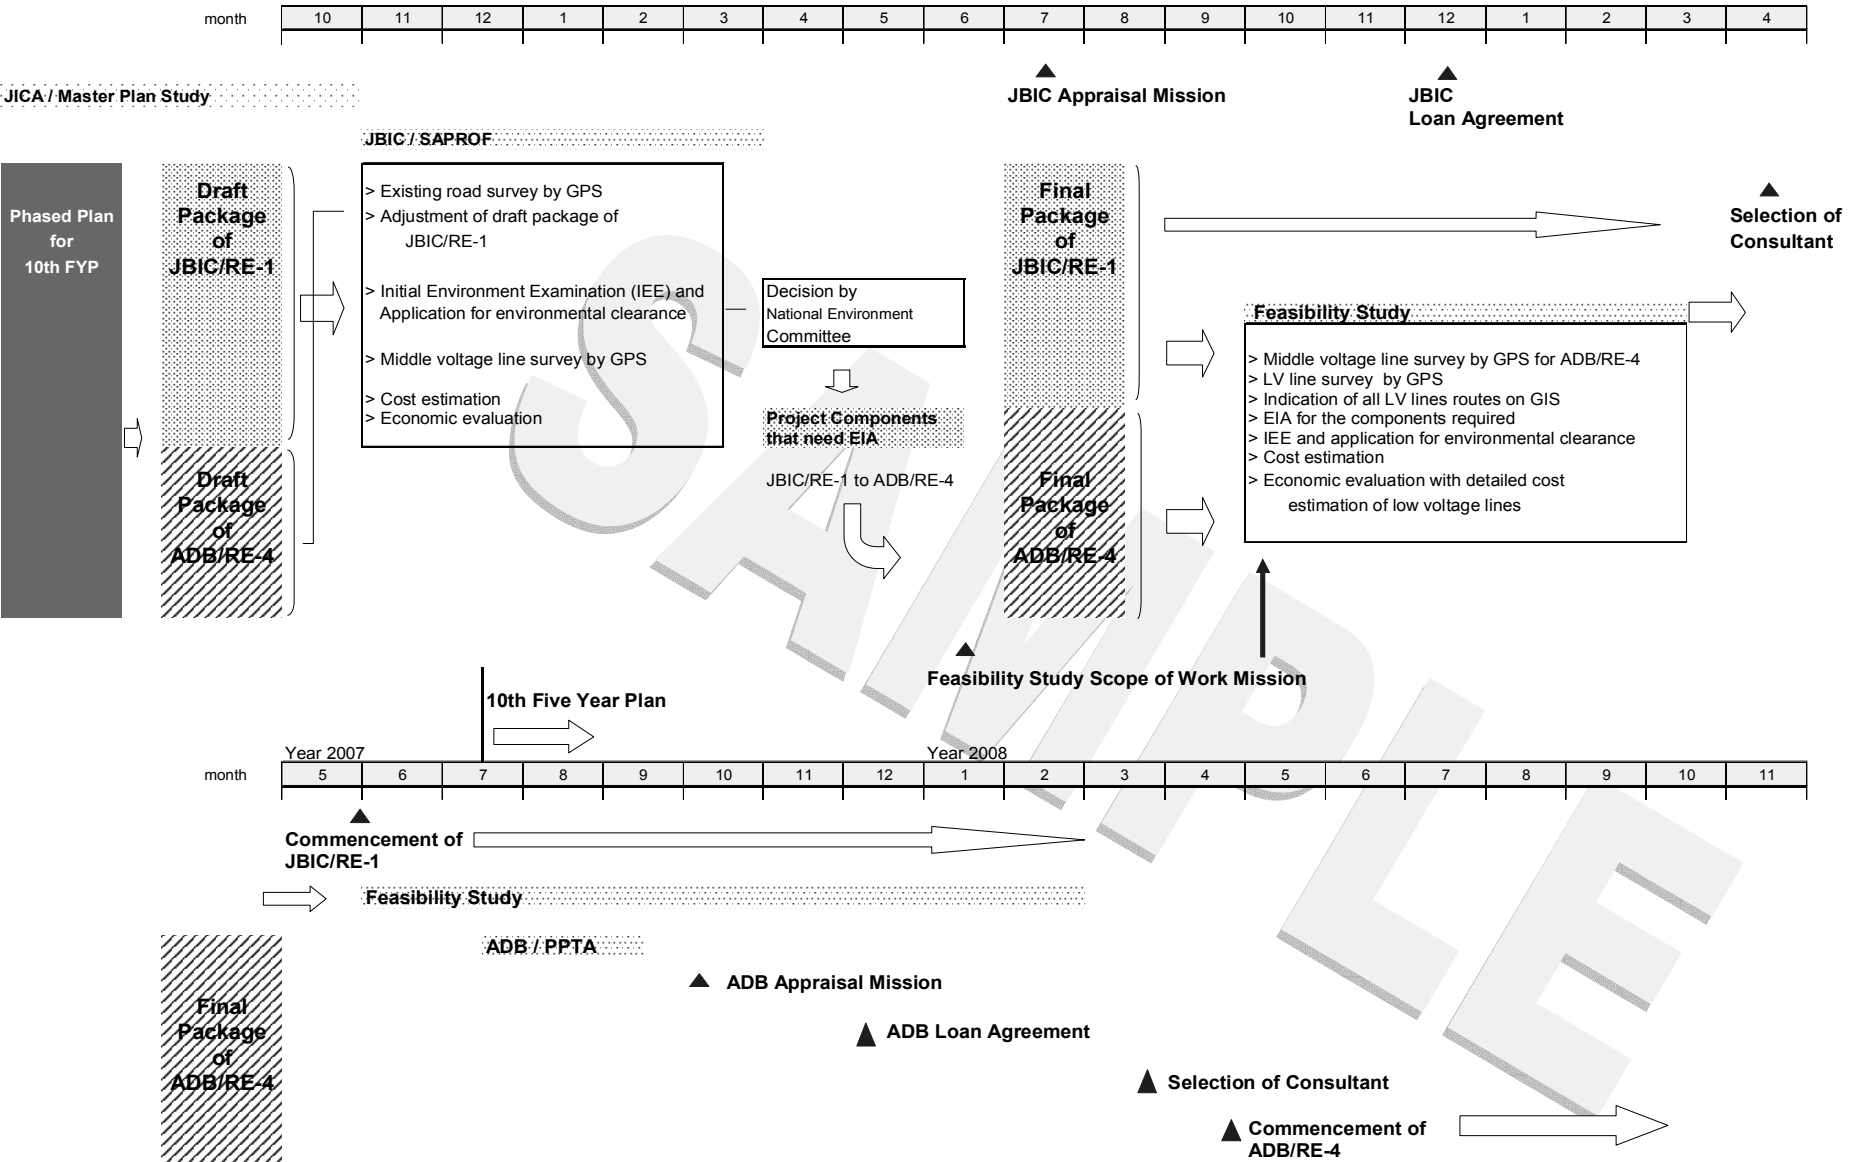 month 10 11 12 1 2 3 4 5 6 7 8 9 10 11 12 1 2 3 4
JICA / Master Plan Study
JBIC Appraisal Mission
JBIC
Loan Agreement
JBIC / SAPROF
Phased Plan
for
10th FYP
Draft
Package
of
JBIC/RE-1
Draft
Package
of
ADB/RE-4
> Existing road survey by GPS
> Adjustment of draft package of
JBIC/RE-1
> Initial Environment Examination (IEE) and
Application for environmental clearance
> Middle voltage line survey by GPS
> Cost estimation
> Economic evaluation
Decision by
National Environment
Committee
Project Components
that need EIA
JBIC/RE-1 to ADB/RE-4
Final
Package
of
JBIC/RE-1
Final
Package
of
ADB/RE-4
Selection of
Consultant
Feasibility Study
> Middle voltage line survey by GPS for ADB/RE-4
> LV line survey by GPS
> Indication of all LV lines routes on GIS
> EIA for the components required
> IEE and application for environmental clearance
> Cost estimation
> Economic evaluation with detailed cost
estimation of low voltage lines
Feasibility Study Scope of Work Mission
10th Five Year Plan
Year 2007
Year 2008
month 5 6 7 8 9 10 11 12 1 2 3 4 5 6 7 8 9 10 11
Commencement of
JBIC/RE-1
Feasibility Study
ADB / PPTA
ADB Appraisal Mission
Final
Package
of
ADB/RE-4
ADB Loan Agreement
Selection of Consultant
Commencement of
ADB/RE-4
SAMPLE